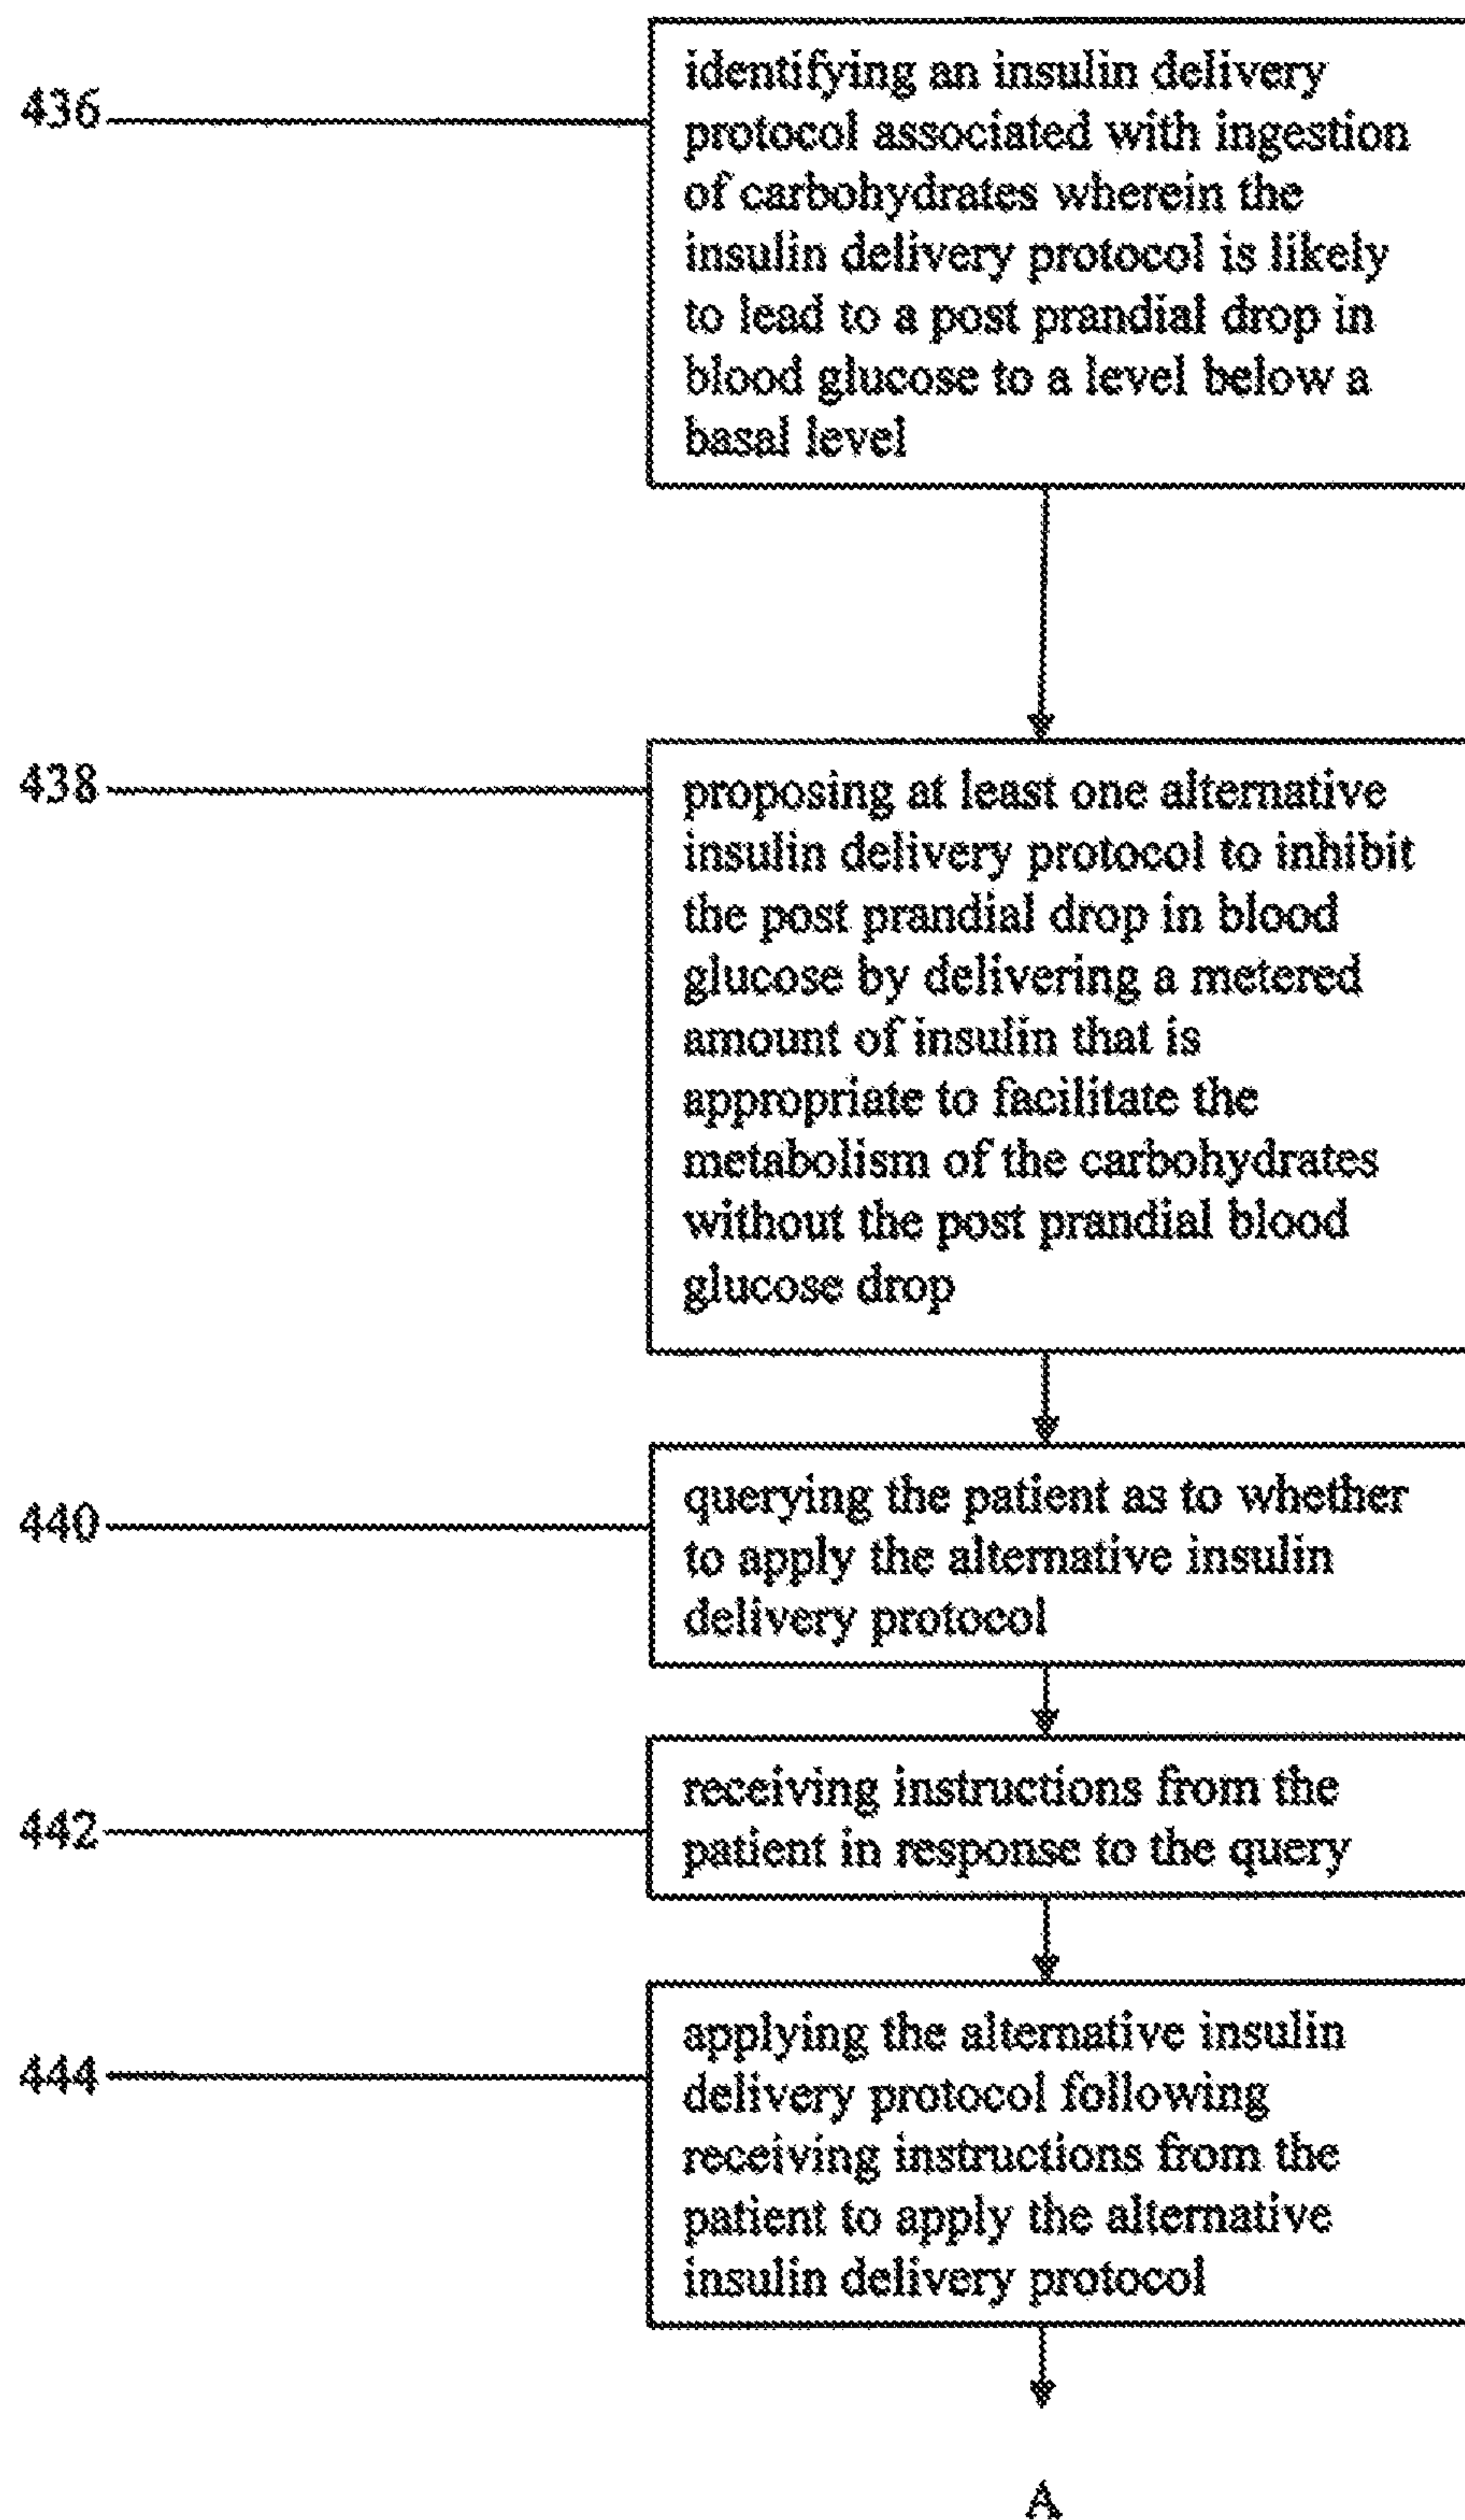 436
identifying an insulin delivery
protocol associated with ingestion
of carbohydrates wherein the
insulin delivery protocol is likely
to lead to a post prandial drop in
blood glucose to a level below a
basal level
438
proposing at least one alternative
insulin delivery protocol to inhibit
the post prandial drop in blood
glucose by delivering a metered
amount of insulin that is
appropriate to facilitate the
metabolism of the carbohydrates
without the post prandial blood
glucose drop
440
querying the patient as to whether
to apply the alternative insulin
delivery protocol
442
receiving instructions from the
patient in response to the query
444
applying the alternative insulin
delivery protocol following
receiving instructions from the
patient to apply the alternative
insulin delivery protocol
A